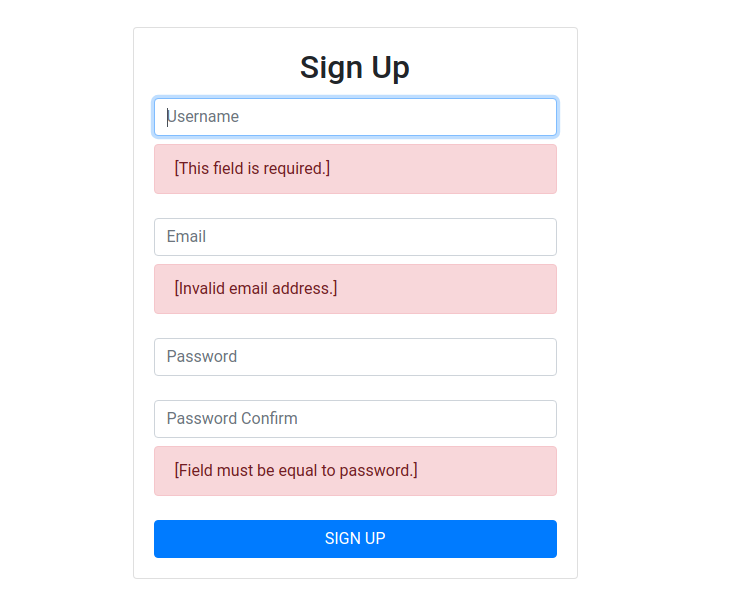 Sign Up
Username
[This field is required.]
Email
[Invalid email address.]
Password
Password Confirm
[Field must be equal to password.]
SIGN UP